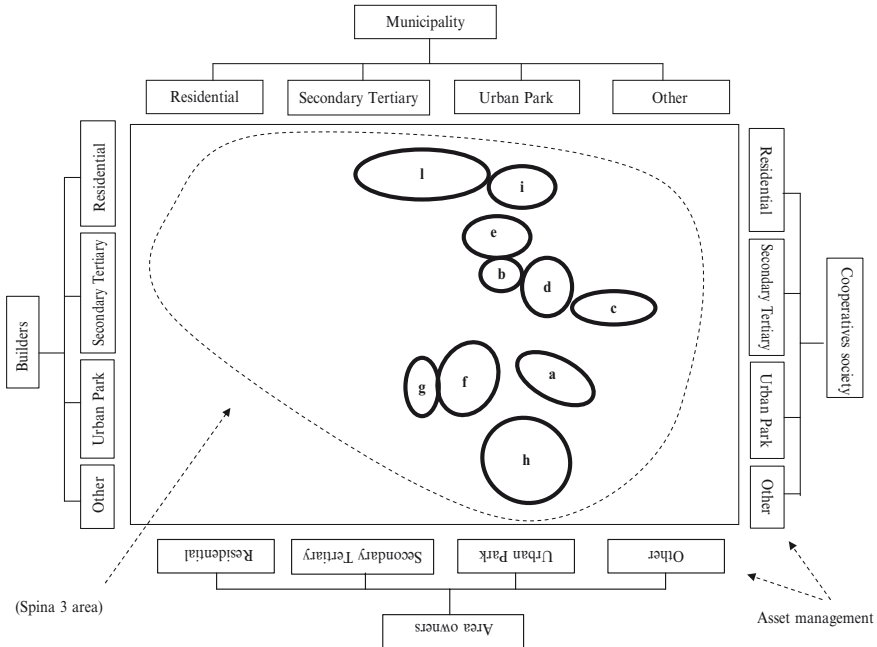 Municipality
Residential
Secondary Tertiary
Urban Park
Other
Builders
Residential
Secondary Tertiary
Urban Park
Other
l
i
e
b
d
c
g
f
a
h
Residential
Secondary Tertiary
Urban Park
Other
Cooperatives society
Residential
Secondary Tertiary
Urban Park
Other
Area owners
(Spina 3 area)
Asset management